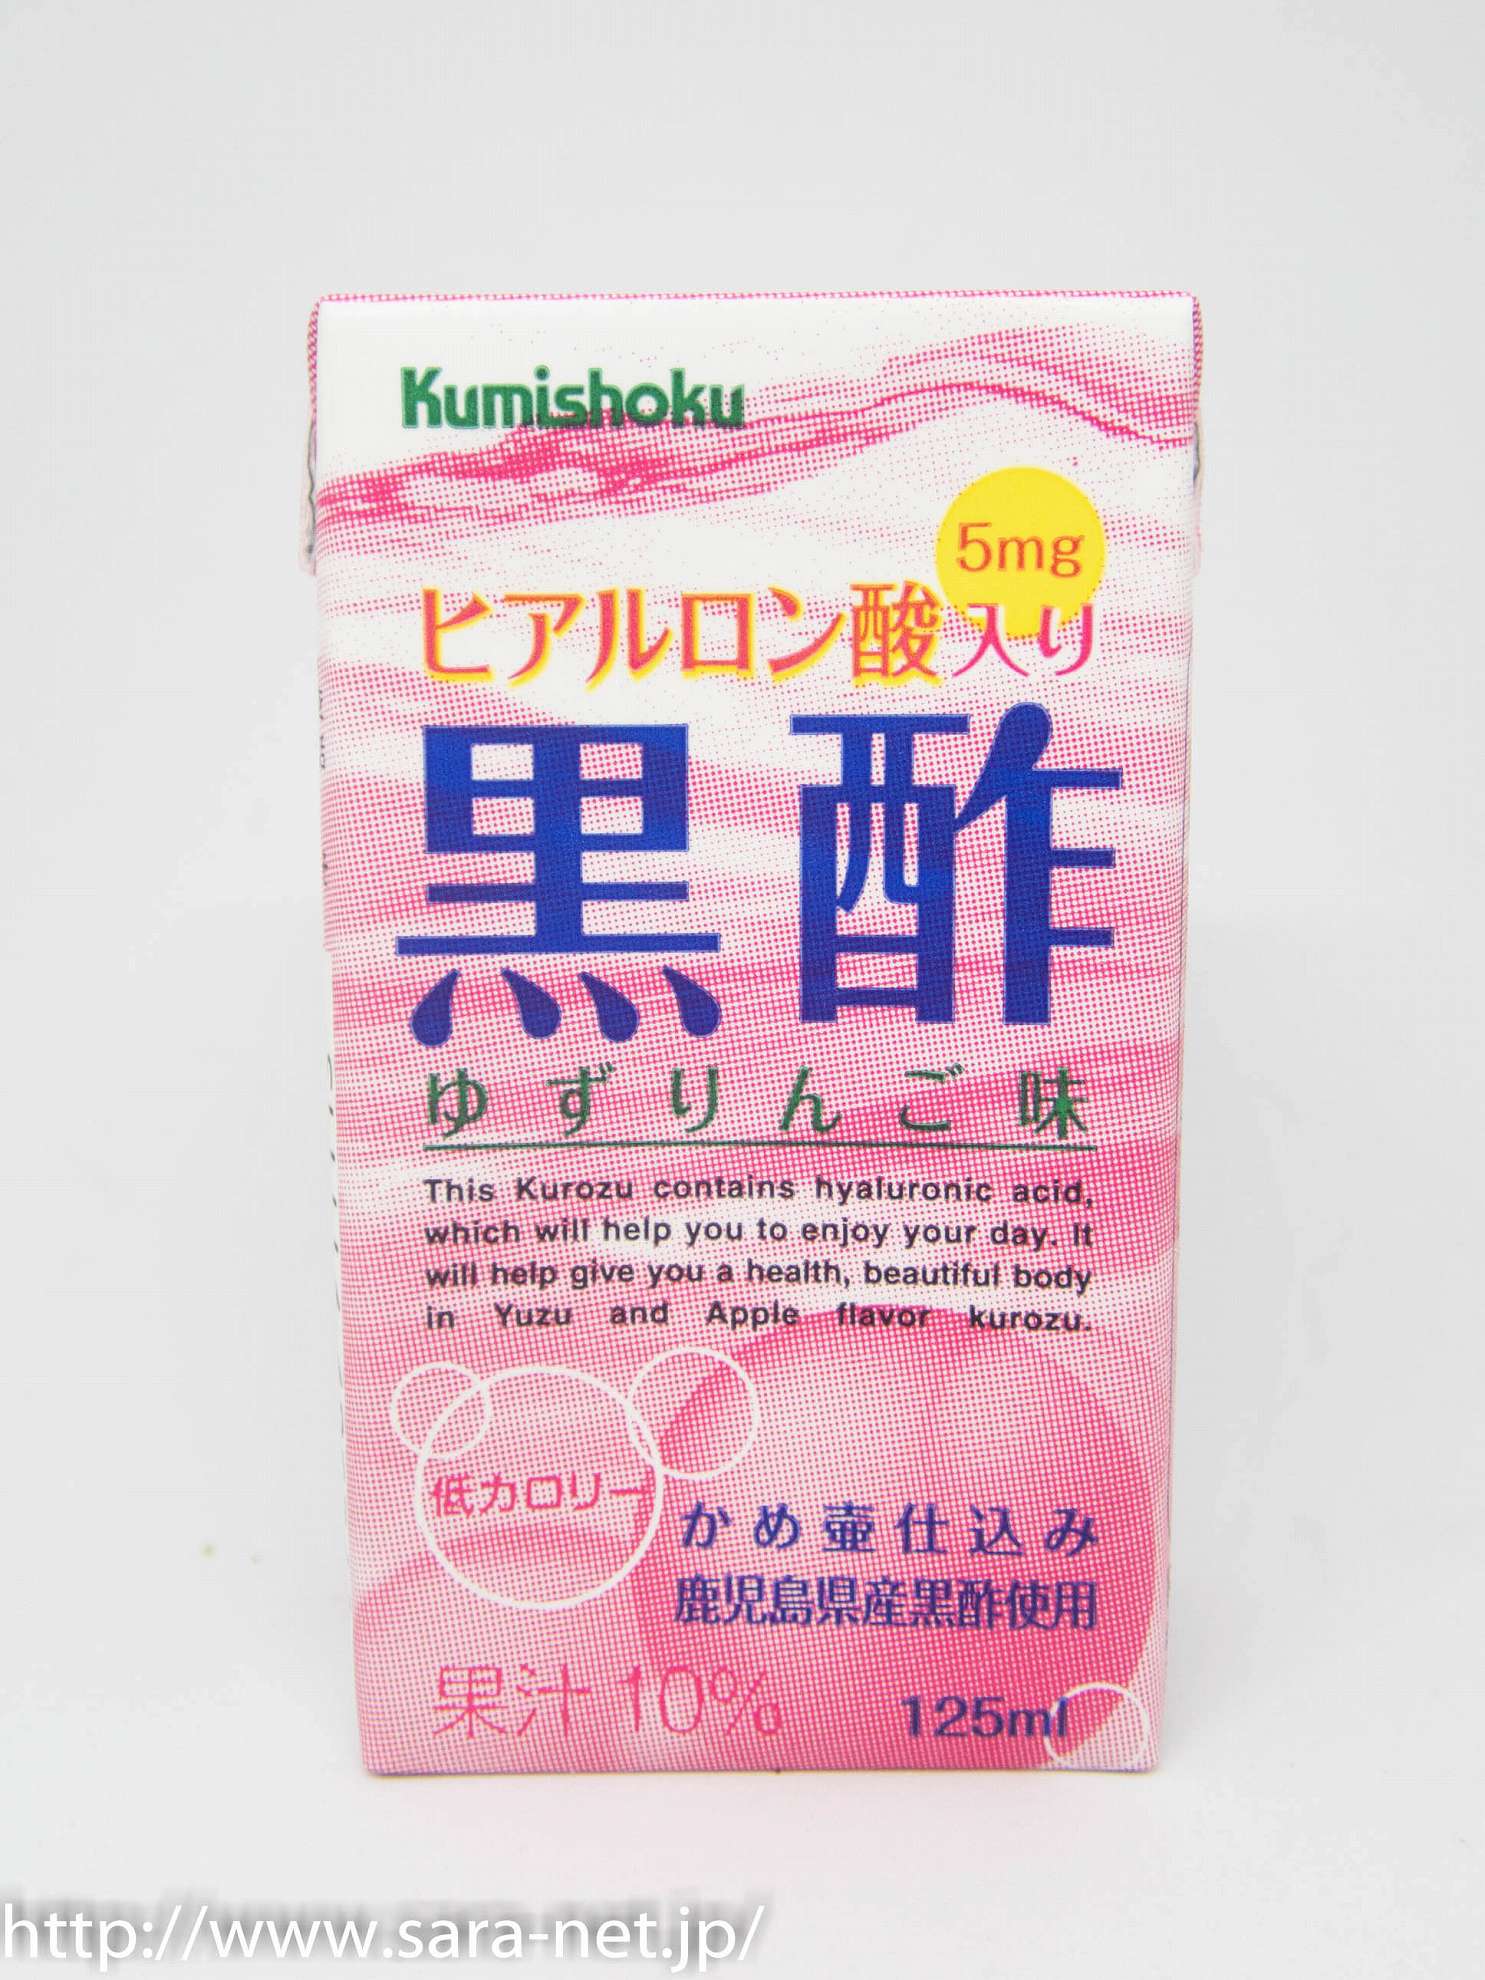 Kumishoku
5mg
ヒアルロン酸入り
黒酢
ゆずりんご味
This Kurozu contains hyaluronic acid,
which will help you to enjoy your day. It
will help give you a health, beautiful body
in Yuzu and Apple flavor kurozu.
低カロリー
かめ壷仕込み
鹿児島県産黒酢使用
果汁10%
125ml
http://www.sara-net.jp/